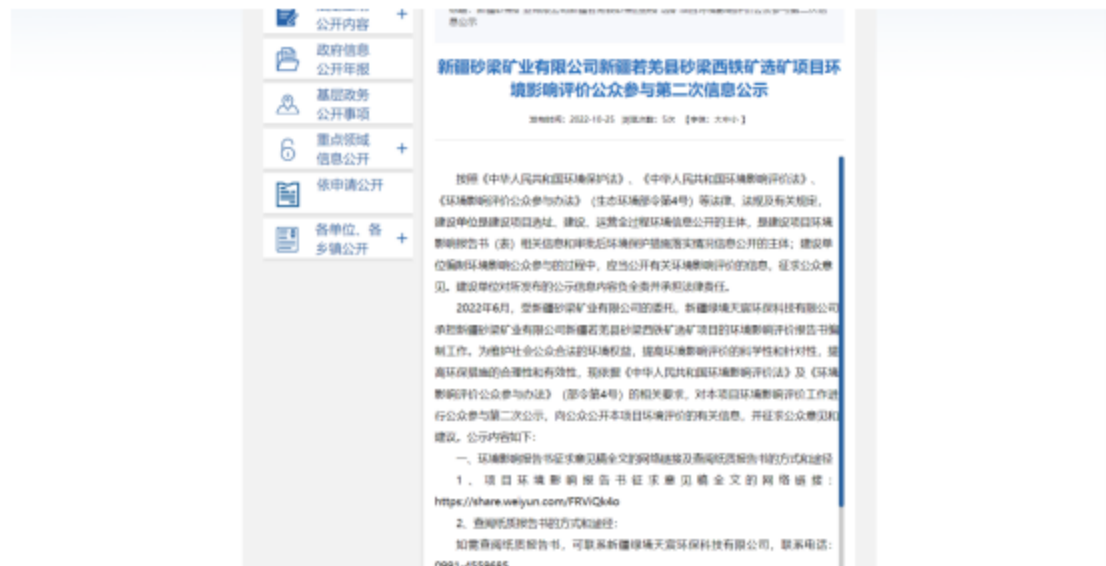 公开内容
政府信息
公开年报
基层政务
公开事项
重点领域
信息公开
依申请公开
各单位、各
乡镇公开
息公示
新疆砂梁矿业有限公司新疆若羌县砂梁西铁矿选矿项目环
境影响评价公众参与第二次信息公示
发布时间：2022-10-25 浏览次数：5次 【字体：大中小】
按照《中华人民共和国环境保护法》、《中华人民共和国环境影响评价法》、
《环境影响评价公众参与办法》（生态环境部令第4号）等法律、法规及有关规定，
建设单位是建设项目选址、建设、运营全过程环境信息公开的主体，是建设项目环境
影响报告书（表）相关信息和审批后环境保护措施落实情况信息公开的主体；建设单
位编制环境影响公众参与的过程中，应当公开有关环境影响评价的信息，征求公众意
见。建设单位对所发布的公示信息内容负全责并承担法律责任。
2022年6月，受新疆砂梁矿业有限公司的委托，新疆绿境天宸环保科技有限公司
承担新疆砂梁矿业有限公司新疆若羌县砂梁西铁矿选矿项目的环境影响评价报告书编
制工作。为维护社会公众合法的环境权益，提高环境影响评价的科学性和针对性，提
高环保措施的合理性和有效性，现依据《中华人民共和国环境影响评价法》及《环境
影响评价公众参与办法》（部令第4号）的相关要求，对本项目环境影响评价工作进
行公众参与第二次公示，向公众公开本项目环境评价的有关信息，并征求公众意见和
建议。公示内容如下：
一、环境影响报告书征求意见稿全文的网络链接及查阅纸质报告书的方式和途径
1、项目环境影响报告书征求意见稿全文的网络链接：
https://share.weiyun.com/FRViQk4o
2、查阅纸质报告书的方式和途径：
如需查阅纸质报告书，可联系新疆绿境天宸环保科技有限公司，联系电话：